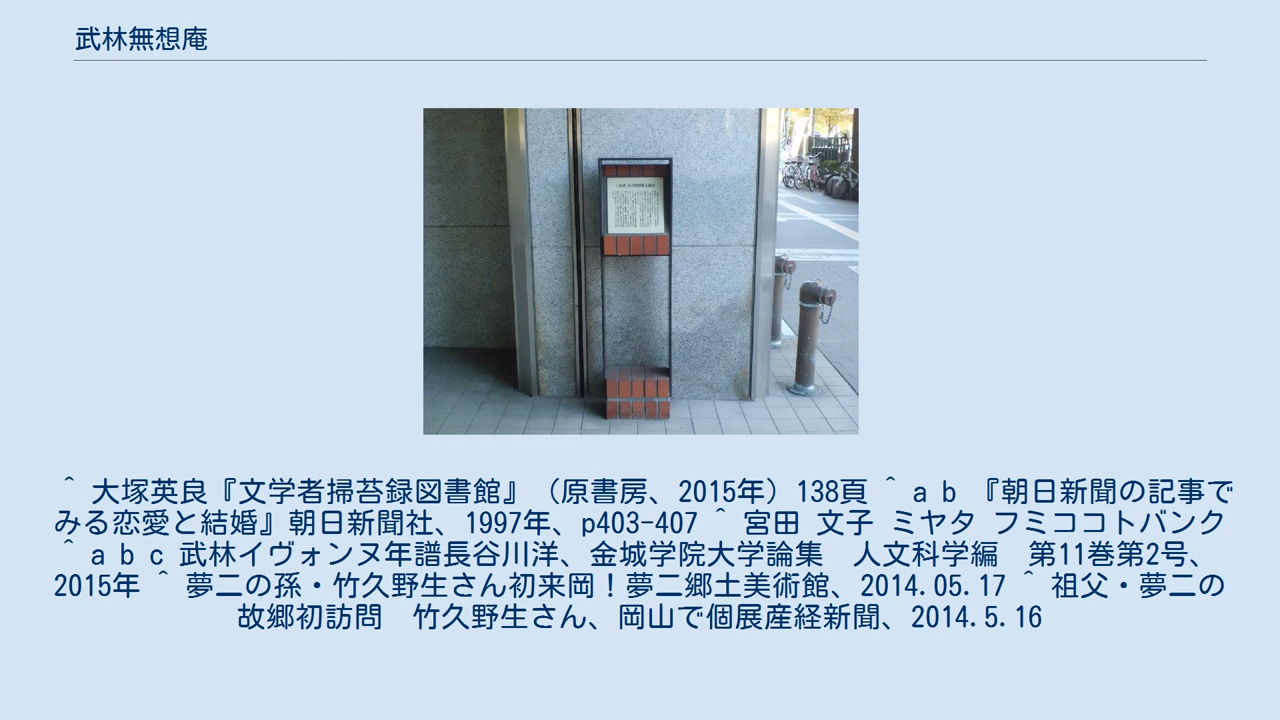 武林無想庵
＾ 大塚英良『文学者掃苔録図書館』（原書房、2015年）138頁 ＾ a b 『朝日新聞の記事で
みる恋愛と結婚』朝日新聞社、1997年、p403-407 ＾ 宮田 文子 ミヤタ フミココトバンク
＾ a b c 武林イヴォンヌ年譜長谷川洋、金城学院大学論集　人文科学編　第11巻第2号、
2015年 ＾ 夢二の孫・竹久野生さん初来岡！夢二郷土美術館、2014.05.17 ＾ 祖父・夢二の
故郷初訪問　竹久野生さん、岡山で個展産経新聞、2014.5.16